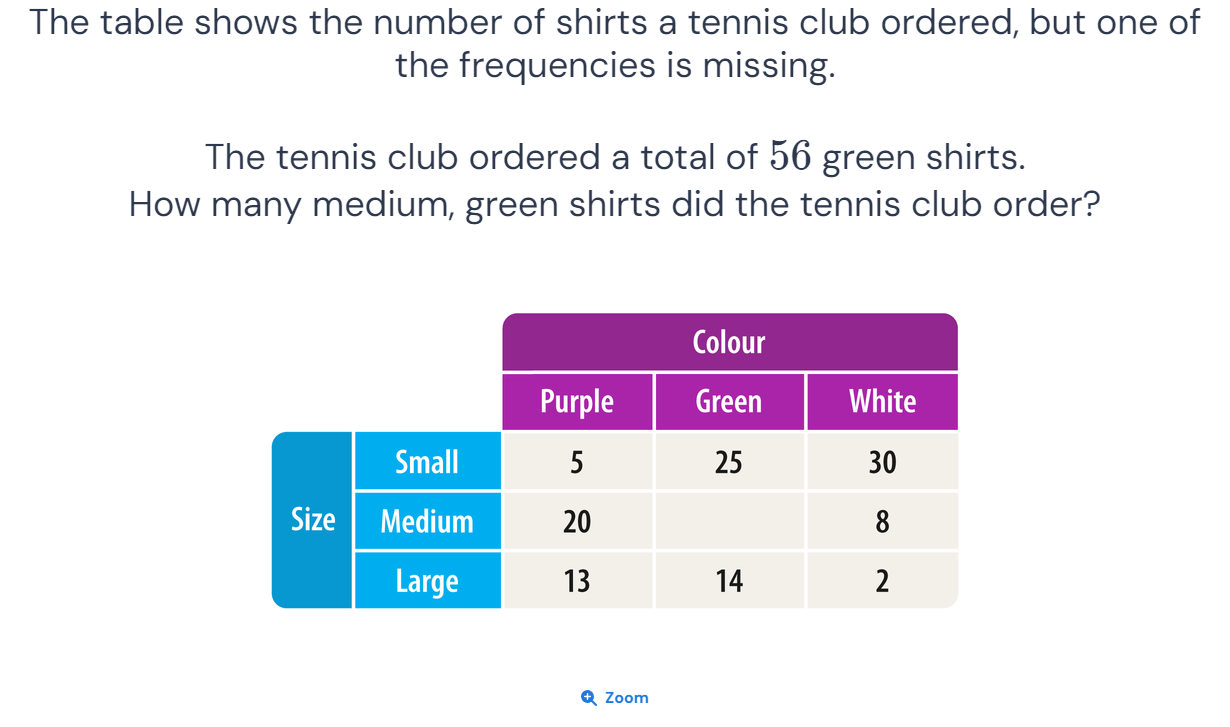 The table shows the number of shirts a tennis club ordered, but one of
the frequencies is missing.
The tennis club ordered a total of 56 green shirts.
How many medium, green shirts did the tennis club order?
Colour
Purple Green White
Small 5 25 30
Size Medium 20 8
Large 13 14 2
Zoom